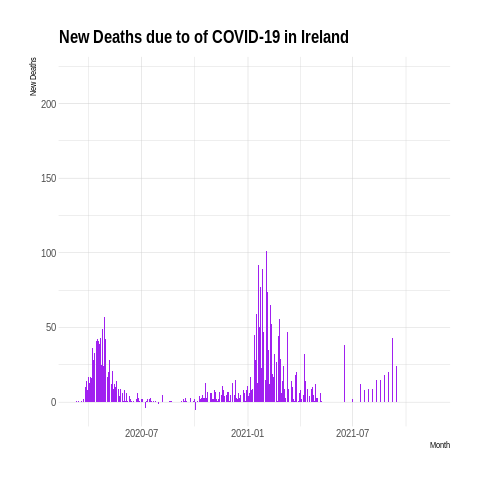 New Deaths due to of COVID-19 in Ireland
New Deaths
200
150
100
50
0
2020-07
2021-01
2021-07
Month